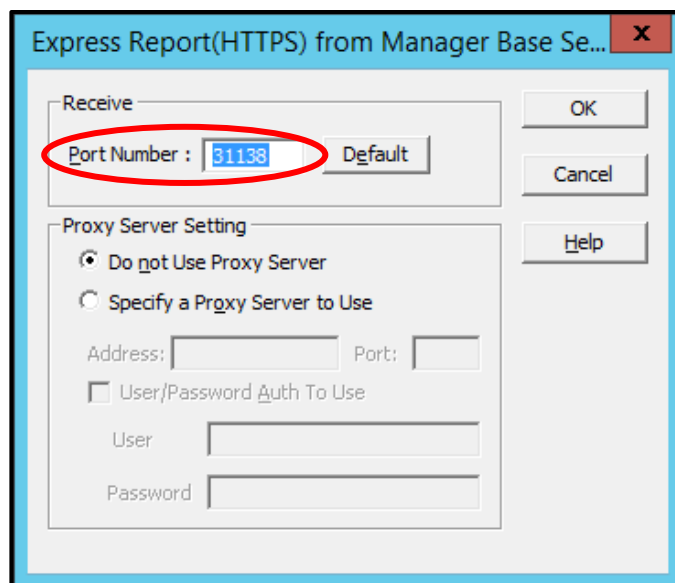 Express Report(HTTPS) from Manager Base Se...
x
Receive
Port Number : 31138 Default
OK
Cancel
Help
Proxy Server Setting
Do not Use Proxy Server
Specify a Proxy Server to Use
Address: Port:
User/Password Auth To Use
User
Password